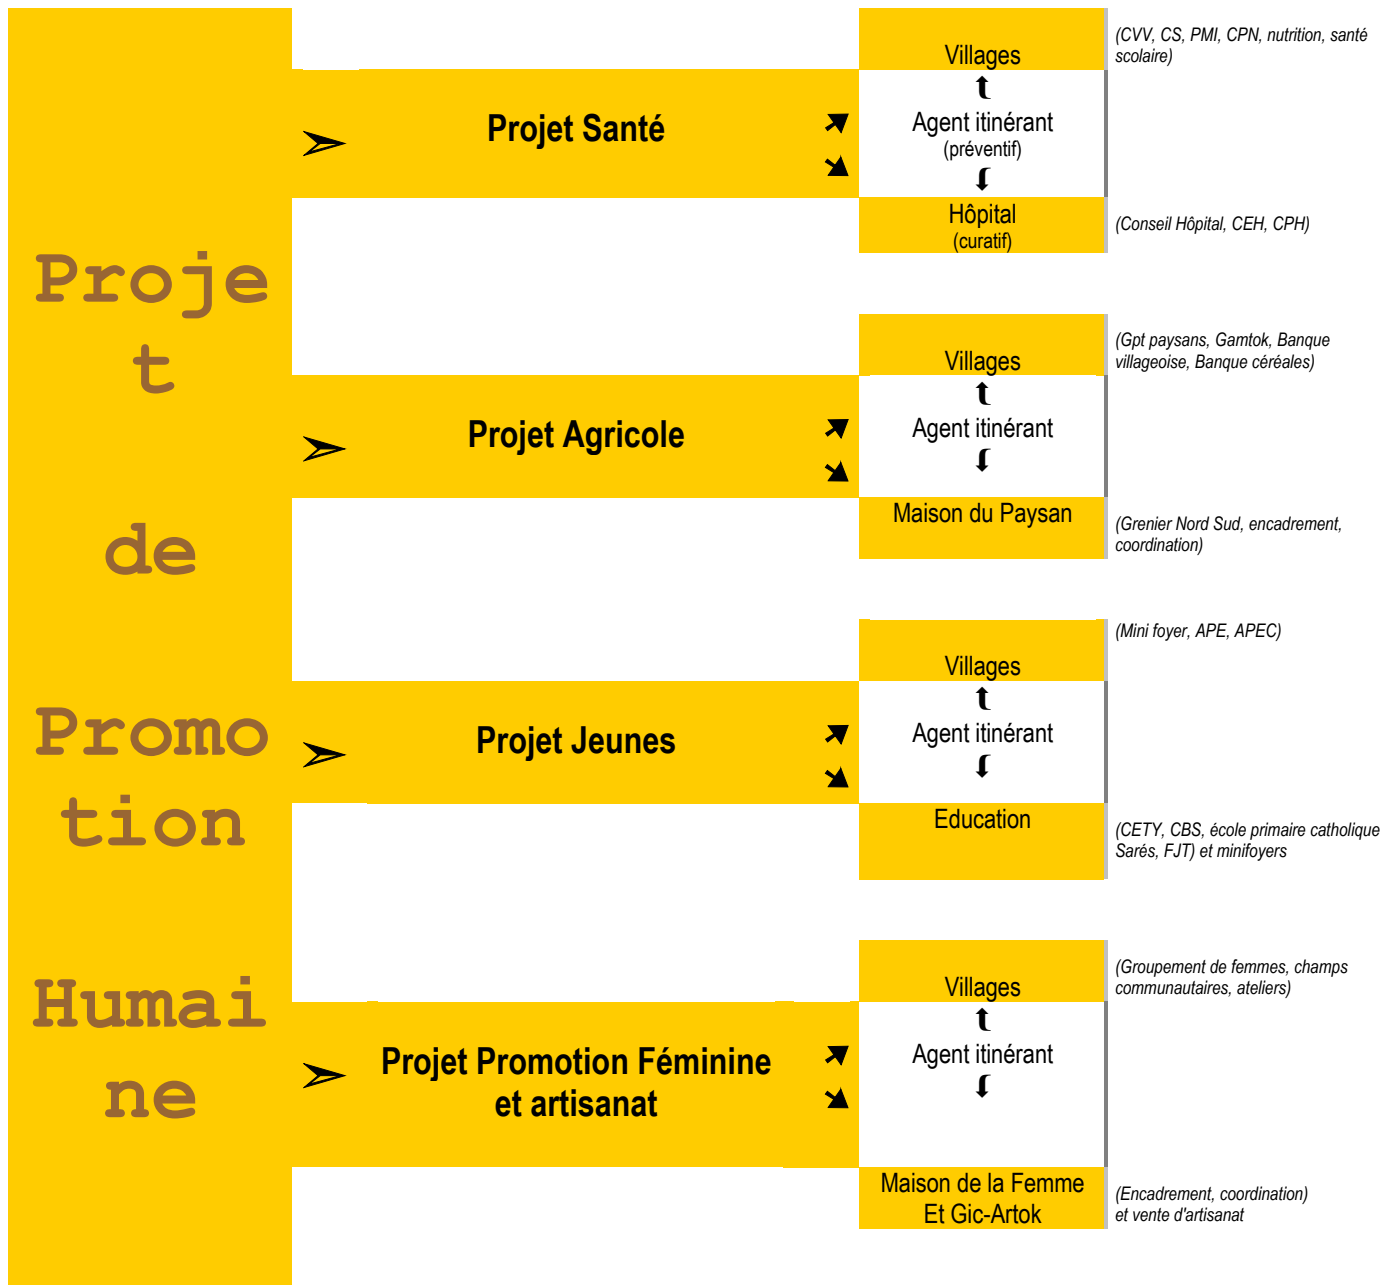 Proje
t
de
Promo
tion
Humai
ne
Projet Santé
Villages
(CVV, CS, PMI, CPN, nutrition, santé
scolaire)
Agent itinérant
(préventif)
Hôpital
(curatif)
(Conseil Hôpital, CEH, CPH)
Projet Agricole
Villages
(Gpt paysans, Gamtok, Banque
villageoise, Banque céréales)
Agent itinérant
Maison du Paysan
(Grenier Nord Sud, encadrement,
coordination)
Projet Jeunes
Villages
(Mini foyer, APE, APEC)
Agent itinérant
Education
(CETY, CBS, école primaire catholique
Sarés, FJT) et minifoyers
Projet Promotion Féminine
et artisanat
Villages
(Groupement de femmes, champs
communautaires, ateliers)
Agent itinérant
Maison de la Femme
Et Gic-Artok
(Encadrement, coordination)
et vente d'artisanat